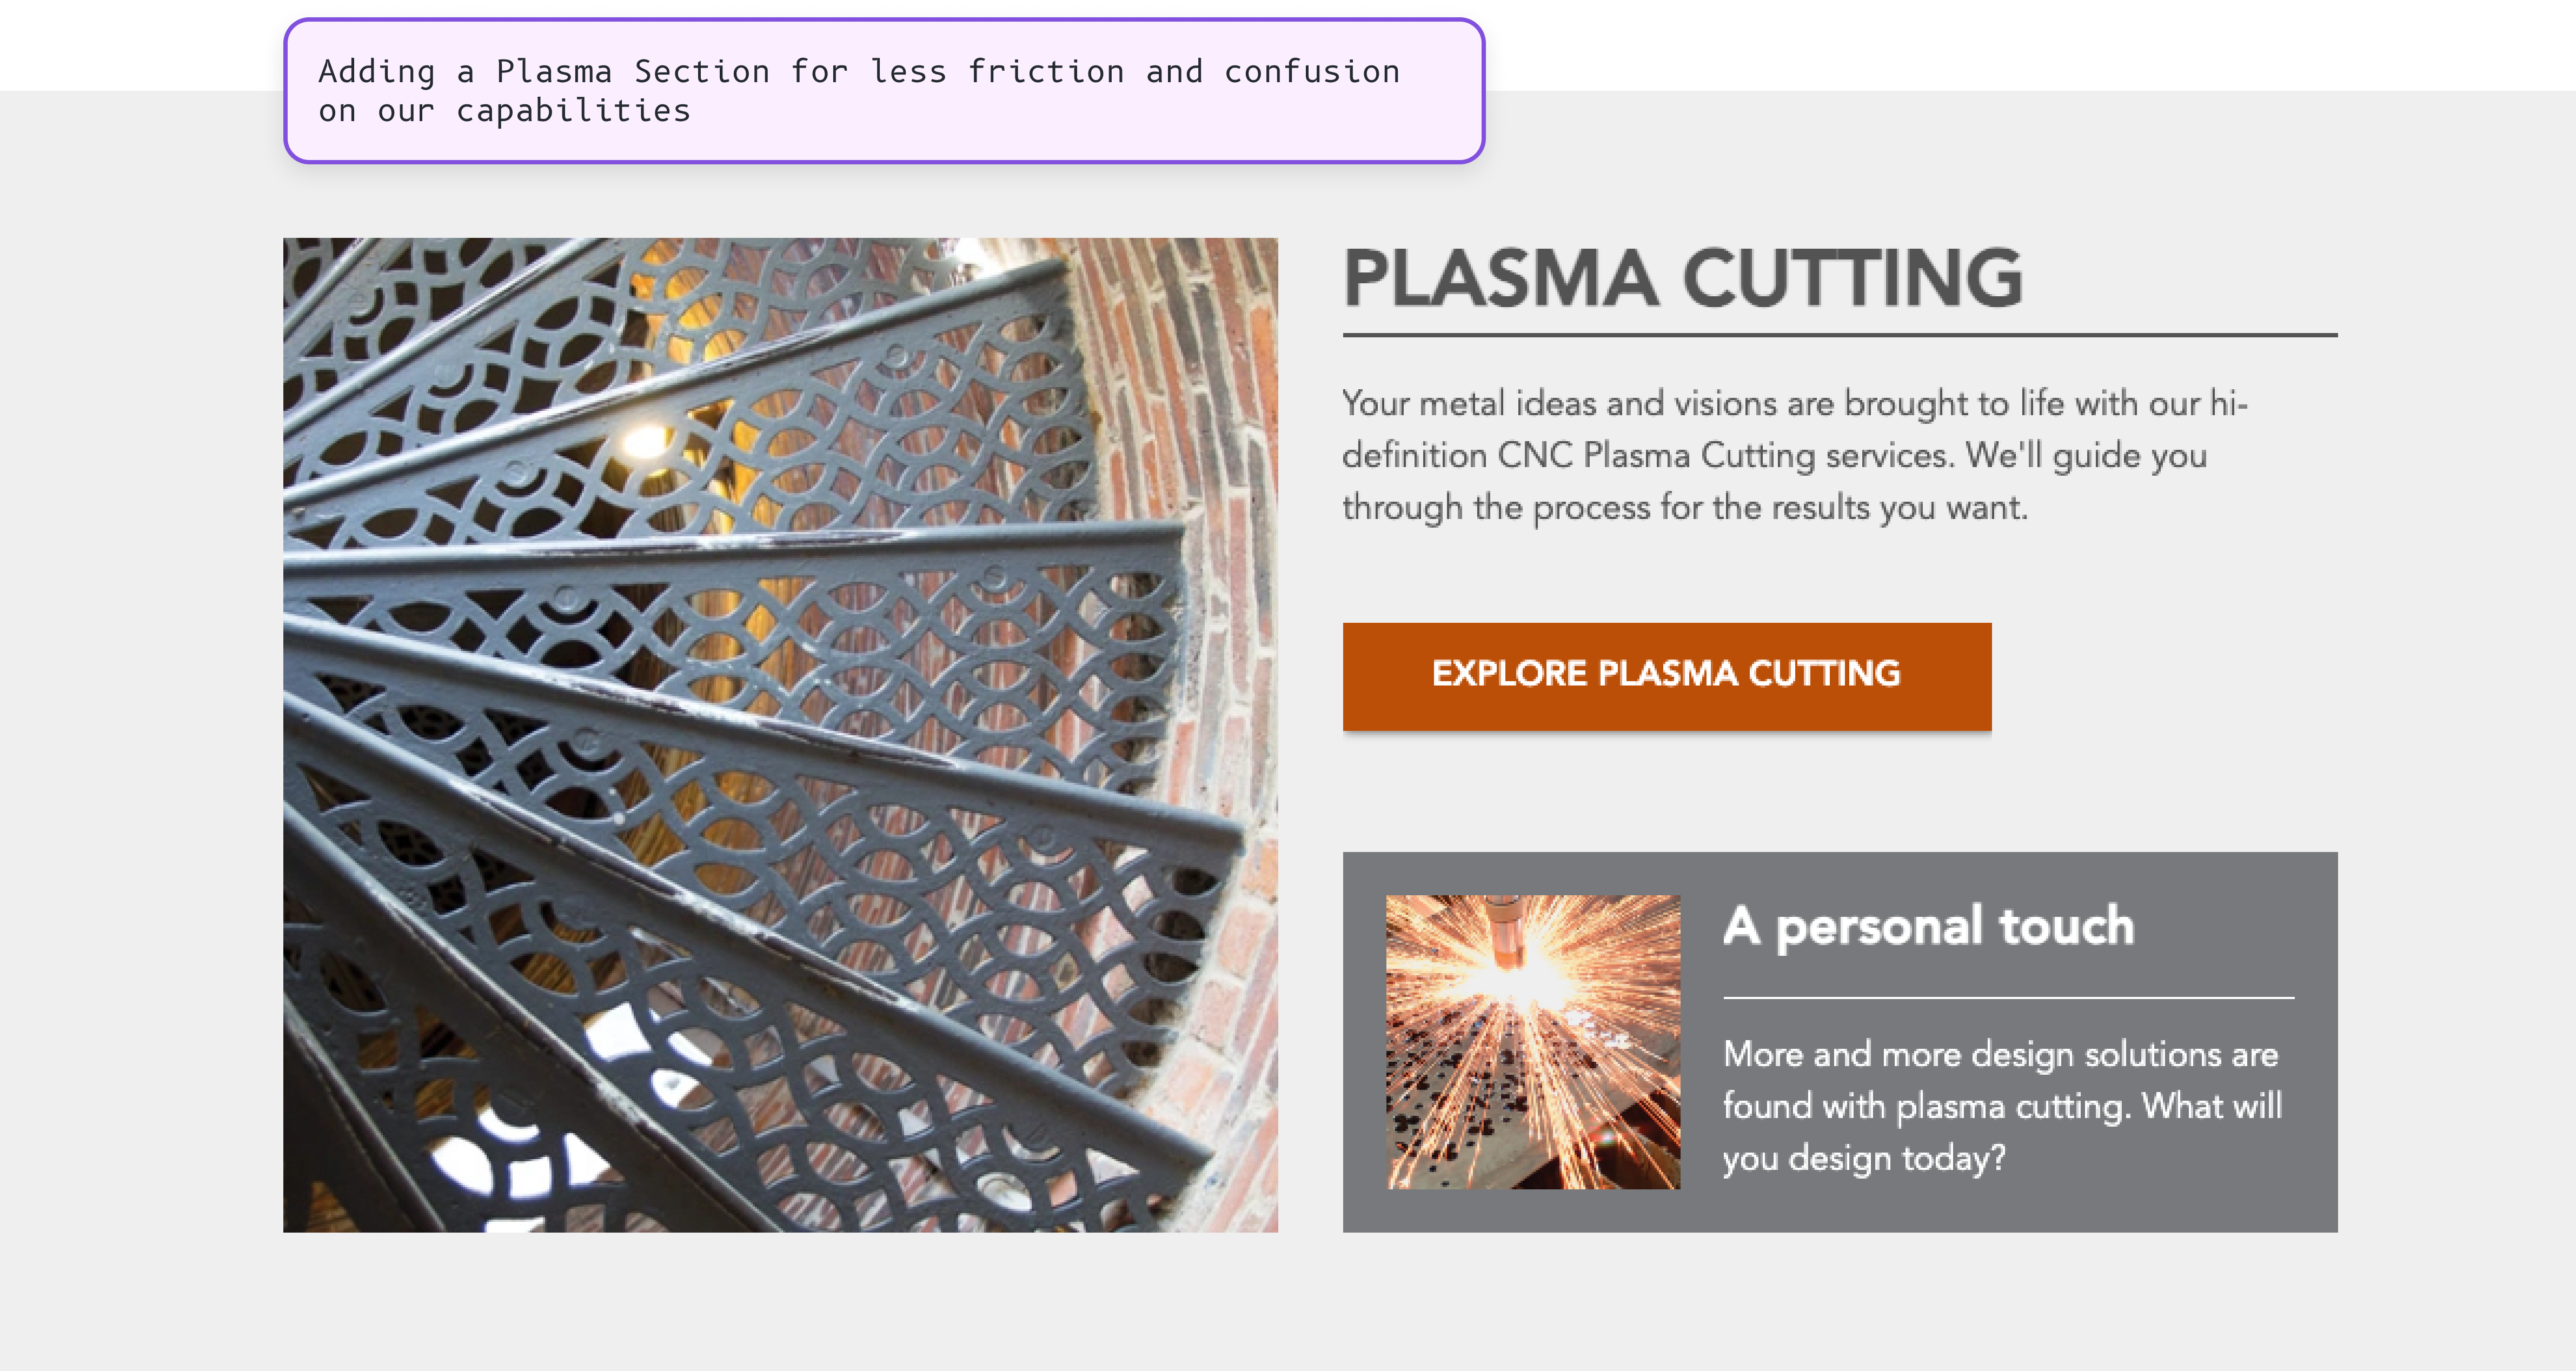 Adding a Plasma Section for less friction and confusion
on our capabilities
PLASMA CUTTING
Your metal ideas and visions are brought to life with our hi-
definition CNC Plasma Cutting services. We'll guide you
through the process for the results you want.
EXPLORE PLASMA CUTTING
A personal touch
More and more design solutions are
found with plasma cutting. What will
you design today?